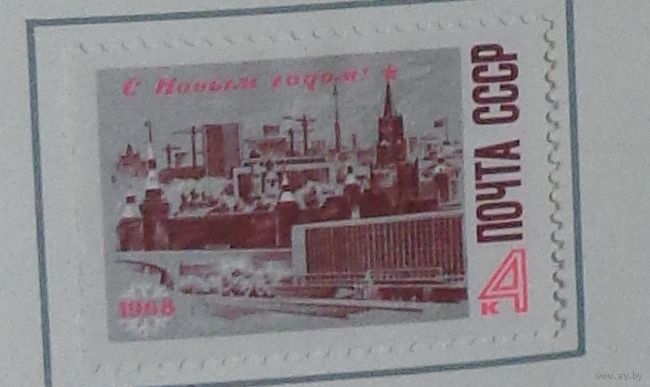 С Новым годом!
ПОЧТА СССР
4
К
1968
www.ay.by